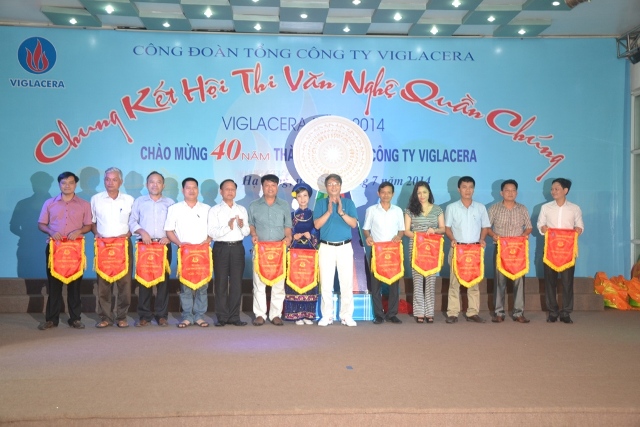 VIGLACERA
CÔNG ĐOÀN TỔNG CÔNG TY VIGLACERA
Chung Kết Hội Thi Văn Nghệ Quần Chúng
VIGLACERA 2014
CHÀO MỪNG 40 NĂM THÀ CÔNG TY VIGLACERA
7 năm 2014